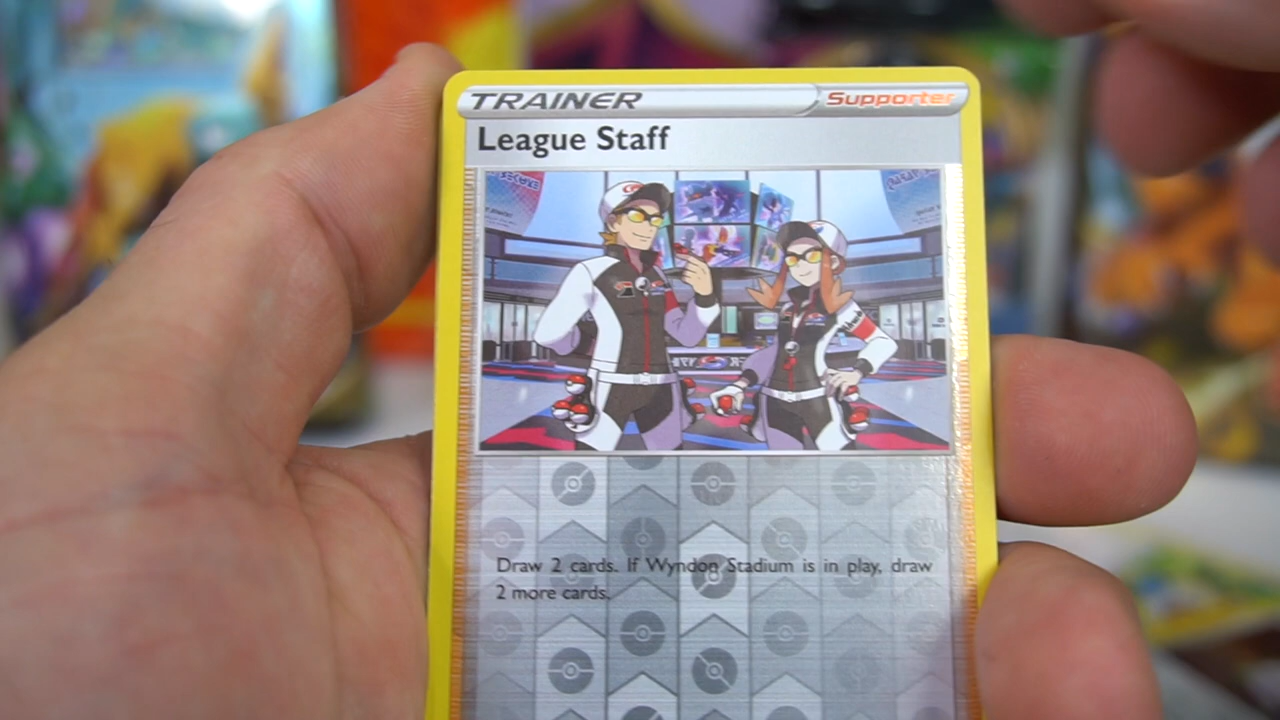 TRAINER
Supporter
League Staff
Draw 2 cards. If Wyndon Stadium is in play, draw
2 more cards.